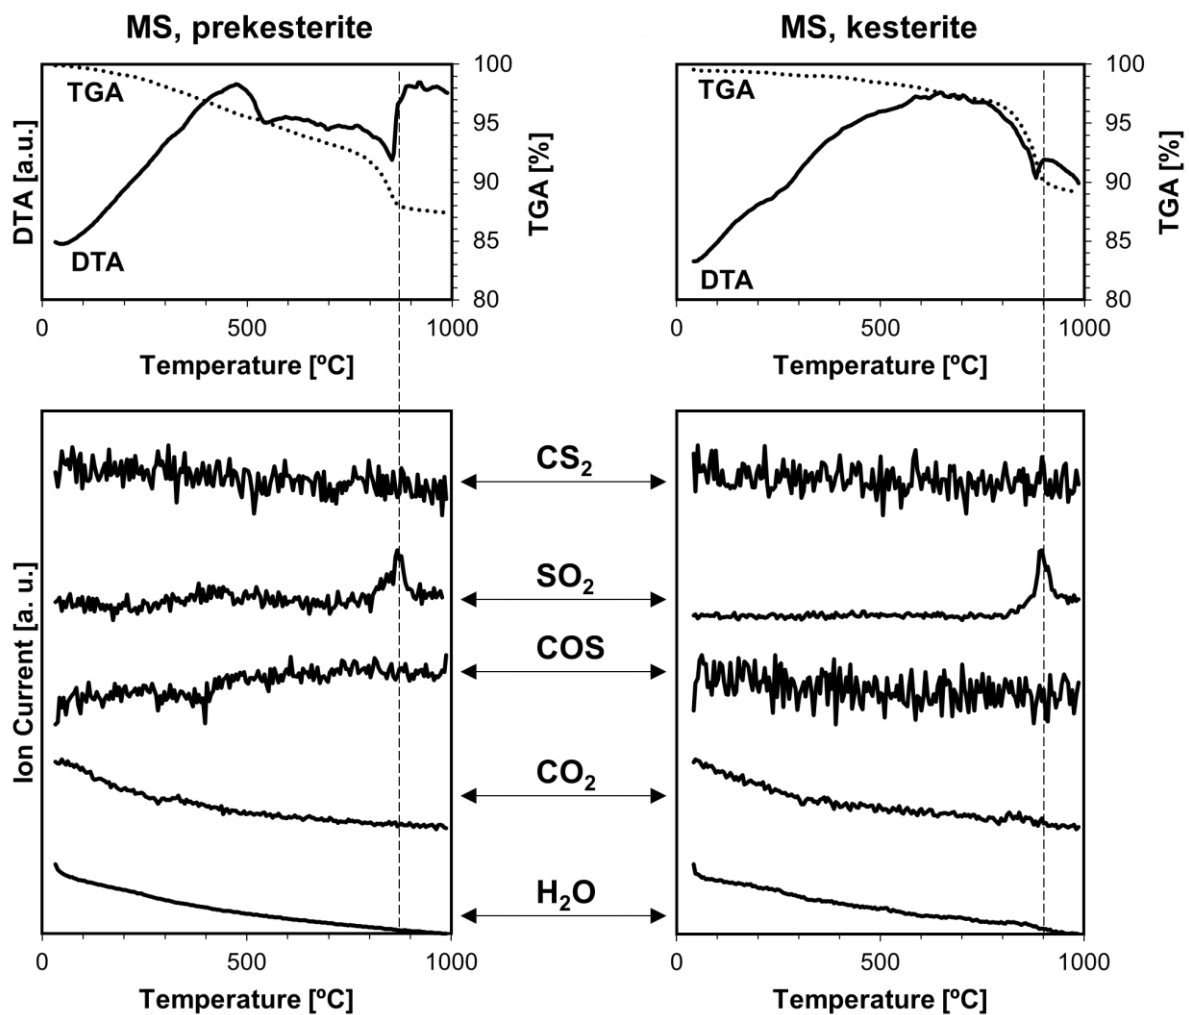 MS, prekesterite
MS, kesterite
DTA [a.u.]
TGA
DTA
100
95
90
85
80
TGA [%]
0
500
1000
Temperature [ºC]
TGA
DTA
100
95
90
85
80
TGA [%]
0
500
1000
Temperature [ºC]
Ion Current [a. u.]
CS2
SO2
COS
CO2
H2O
0
500
1000
Temperature [ºC]
0
500
1000
Temperature [ºC]